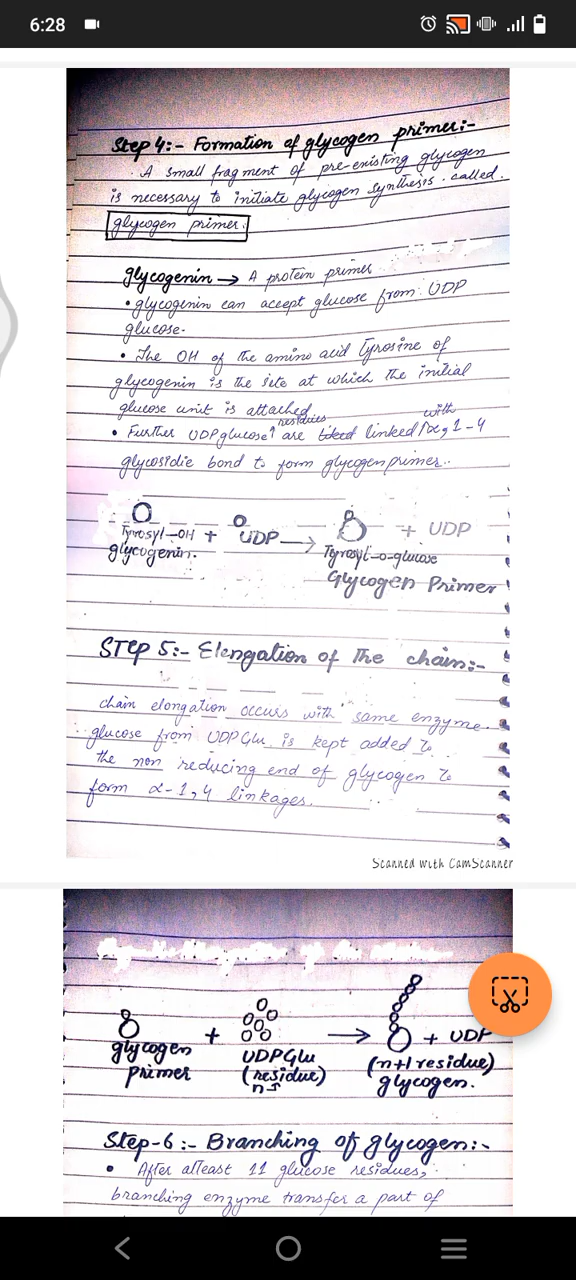 6:28
Step 4:- Formation of glycogen primer:-
. A small fragment of pre-existing glycogen
is necessary to initiate glycogen synthesis. called.
glycogen primer.
glycogenin → A protein primer
• glycogenin can accept glucose from UDP
glucose.
• The OH of the amino acid Tyrosine of
glycogenin is the site at which the initial
glucose unit is attached
• Further UDP glucose residues are linked with α,1-4
glycosidic bond to form glycogen primer..
Tyrosyl-OH + UDP → + UDP
glycogenin. Tyrosyl-o-glucose
Glycogen Primer
STEP 5:- Elongation of The chain:-
chain elongation occurs with same enzyme.
glucose from UDPGlu. is kept added to
the non reducing end of glycogen to
form α-1,4 linkages.
Scanned with CamScanner
+ → + UDP
glycogen UDPGlu (n+1 residue)
primer (residue) glycogen.
n
Step-6:- Branching of glycogen:-
• After atleast 11 glucose residues,
branching enzyme transfer a part of